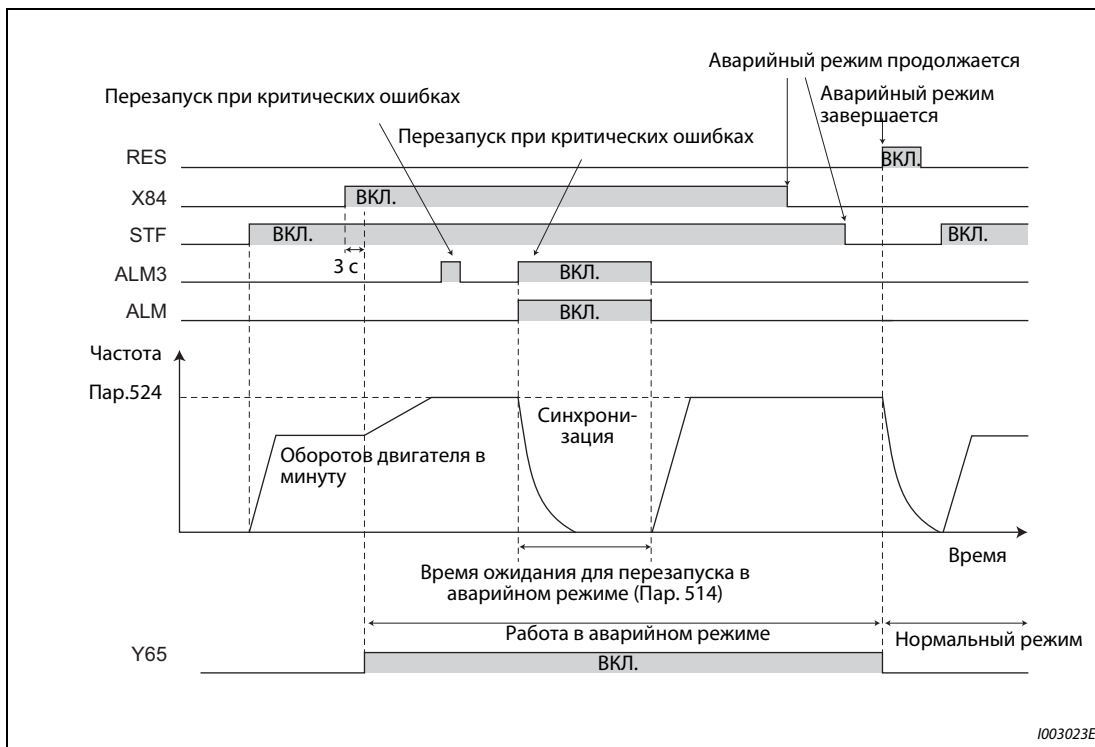 Аварийный режим продолжается
Перезапуск при критических ошибках
Аварийный режим
завершается
Перезапуск при критических ошибках
RES
ВКЛ.
X84
ВКЛ.
STF
ВКЛ.
ВКЛ.
3 с
ALM3
ВКЛ.
ALM
ВКЛ.
Частота
Пар.524
Синхрони-
зация
Оборотов двигателя в
минуту
Время
Время ожидания для перезапуска в
аварийном режиме (Пар. 514)
Работа в аварийном режиме
Нормальный режим
Y65
ВКЛ.
I003023E